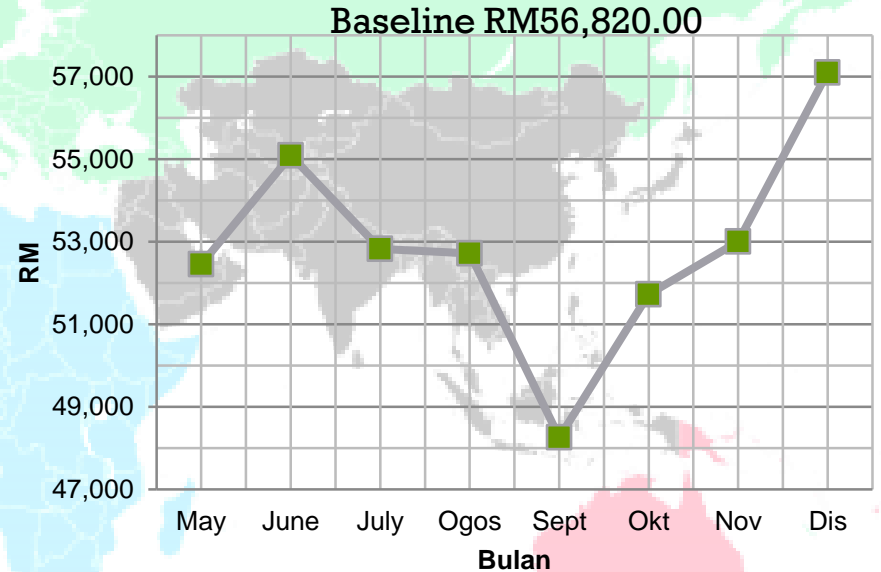 Baseline RM56,820.00
57,000
55,000
53,000
51,000
49,000
47,000
RM
May June July Ogos Sept Okt Nov Dis
Bulan